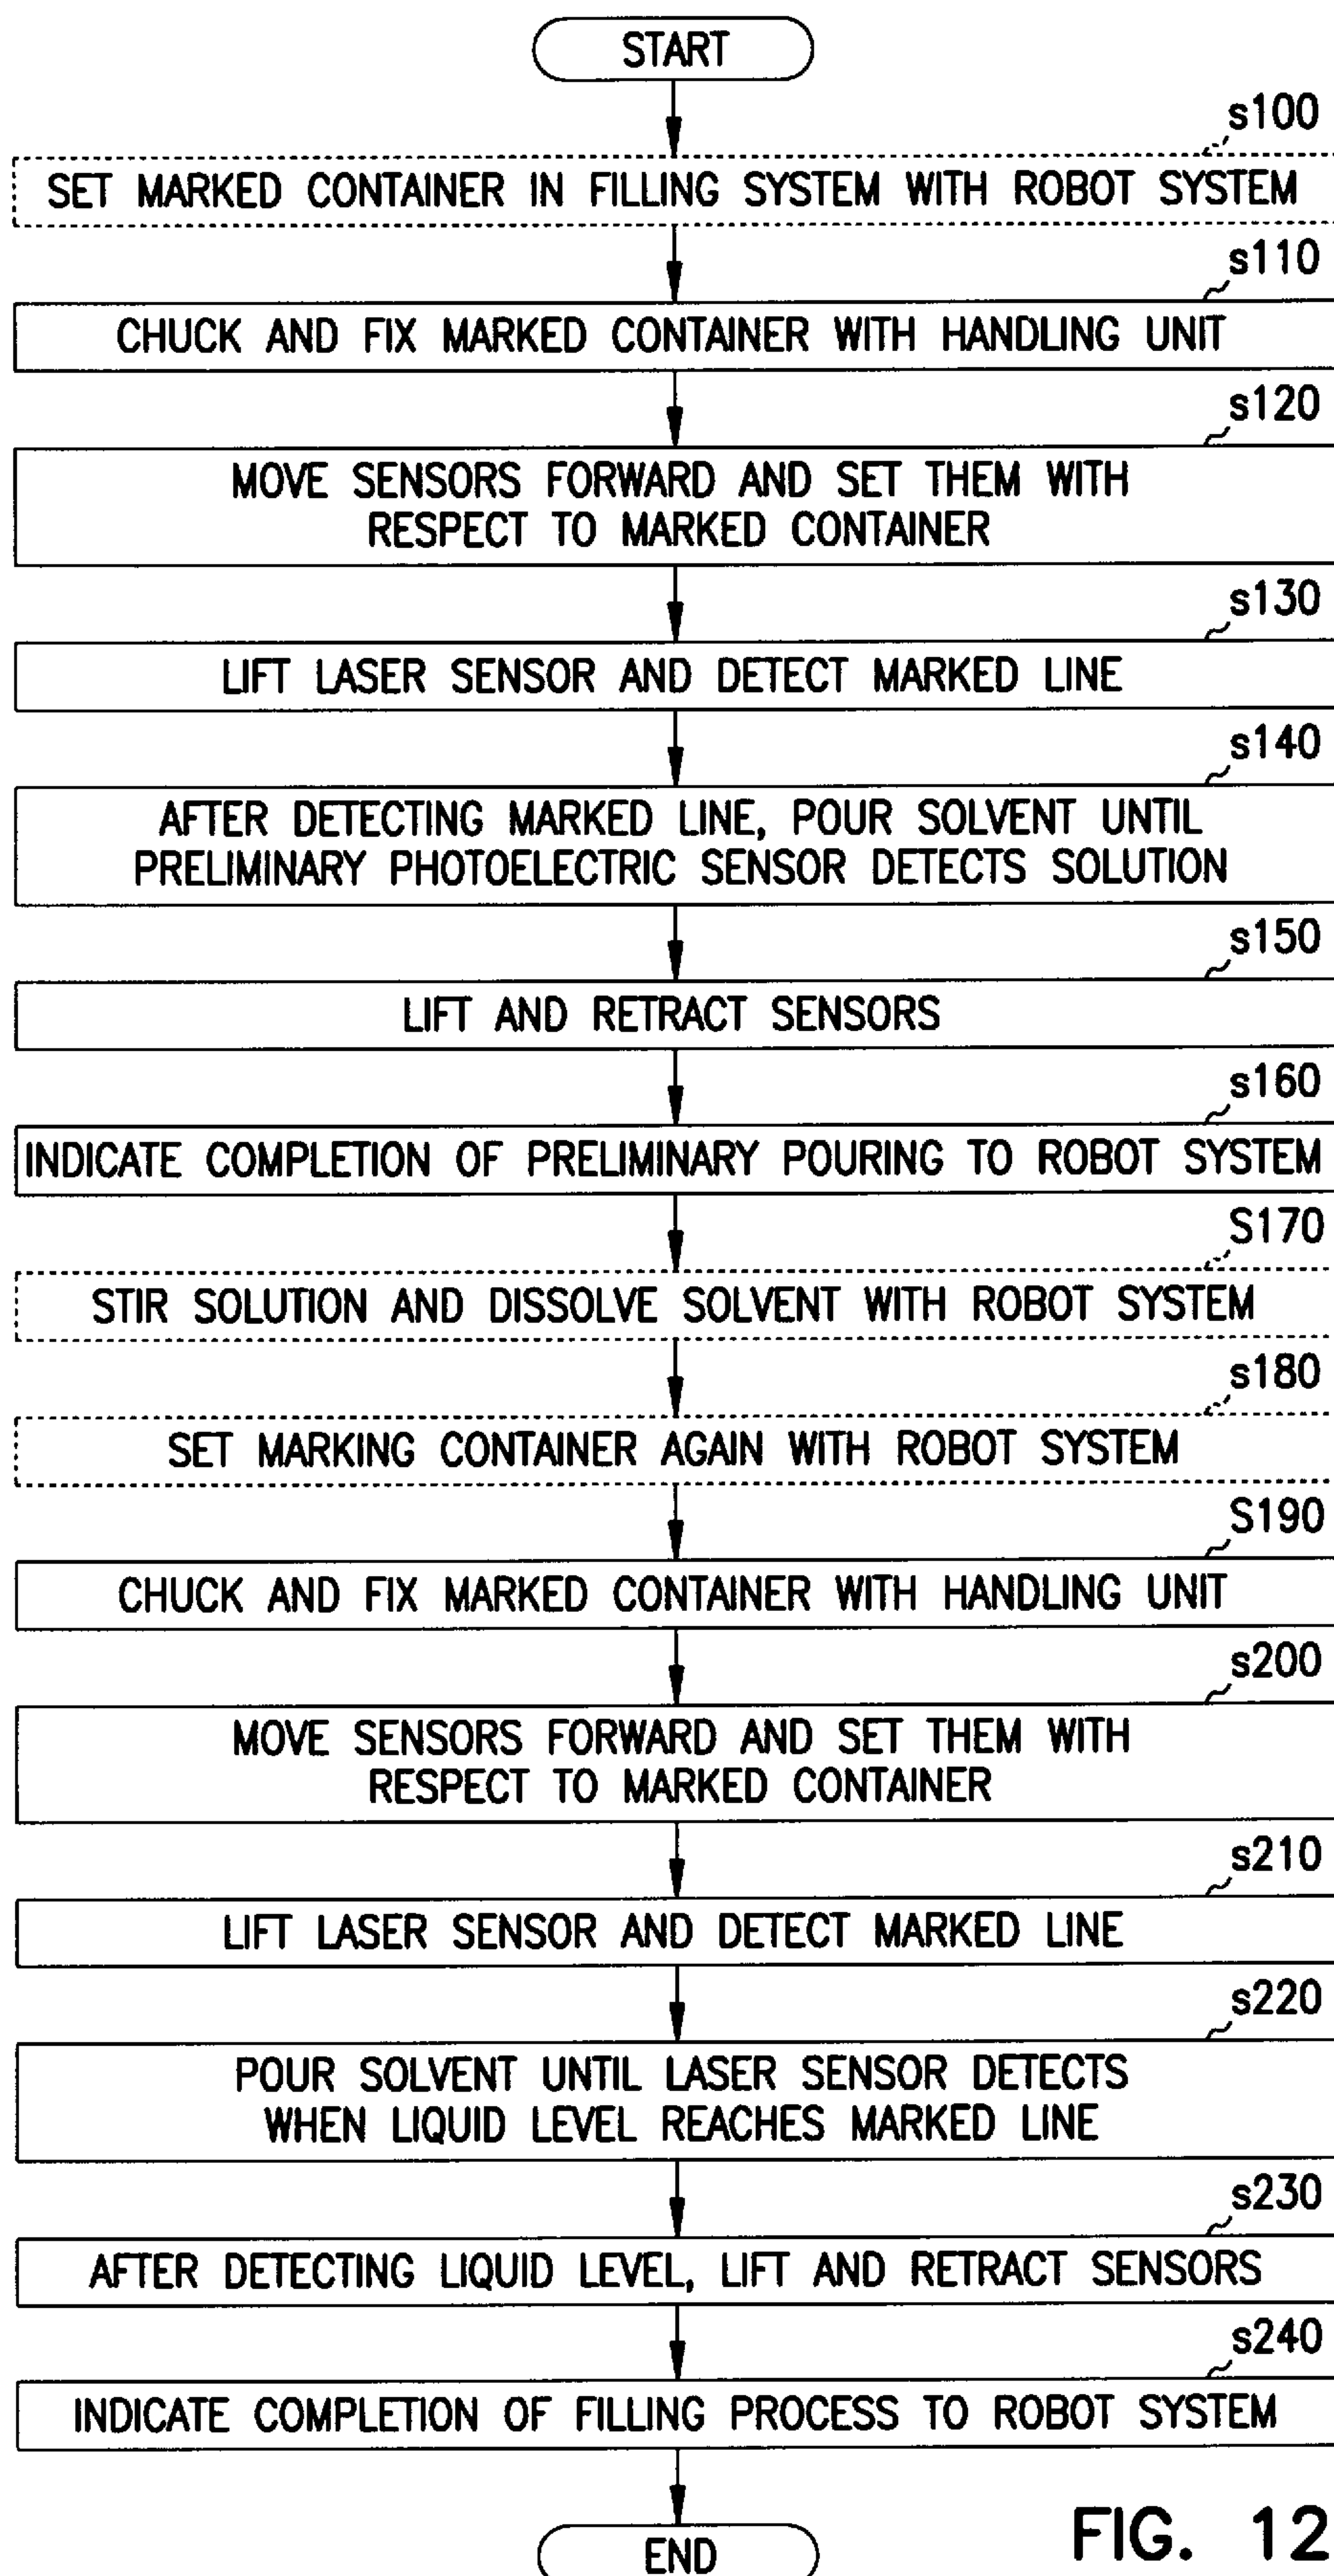 START
s100
SET MARKED CONTAINER IN FILLING SYSTEM WITH ROBOT SYSTEM
s110
CHUCK AND FIX MARKED CONTAINER WITH HANDLING UNIT
s120
MOVE SENSORS FORWARD AND SET THEM WITH
RESPECT TO MARKED CONTAINER
s130
LIFT LASER SENSOR AND DETECT MARKED LINE
s140
AFTER DETECTING MARKED LINE, POUR SOLVENT UNTIL
PRELIMINARY PHOTOELECTRIC SENSOR DETECTS SOLUTION
s150
LIFT AND RETRACT SENSORS
s160
INDICATE COMPLETION OF PRELIMINARY POURING TO ROBOT SYSTEM
S170
STIR SOLUTION AND DISSOLVE SOLVENT WITH ROBOT SYSTEM
s180
SET MARKING CONTAINER AGAIN WITH ROBOT SYSTEM
S190
CHUCK AND FIX MARKED CONTAINER WITH HANDLING UNIT
s200
MOVE SENSORS FORWARD AND SET THEM WITH
RESPECT TO MARKED CONTAINER
s210
LIFT LASER SENSOR AND DETECT MARKED LINE
s220
POUR SOLVENT UNTIL LASER SENSOR DETECTS
WHEN LIQUID LEVEL REACHES MARKED LINE
s230
AFTER DETECTING LIQUID LEVEL, LIFT AND RETRACT SENSORS
s240
INDICATE COMPLETION OF FILLING PROCESS TO ROBOT SYSTEM
END
FIG. 12